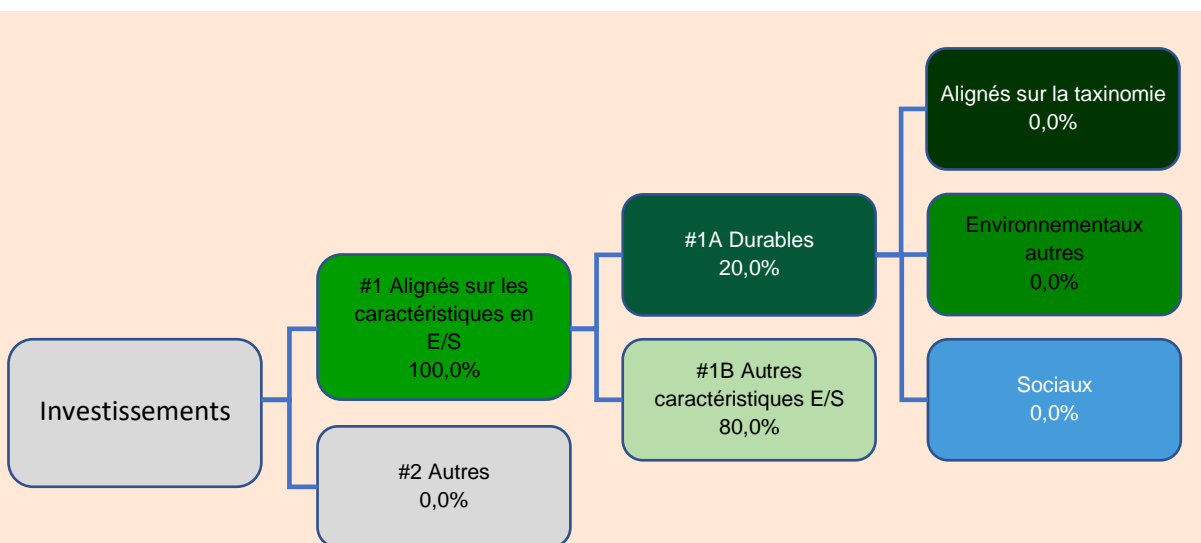 Investissements
#1 Alignés sur les
caractéristiques en
E/S
100,0%
#2 Autres
0,0%
#1A Durables
20,0%
#1B Autres
caractéristiques E/S
80,0%
Alignés sur la taxinomie
0,0%
Environnementaux
autres
0,0%
Sociaux
0,0%